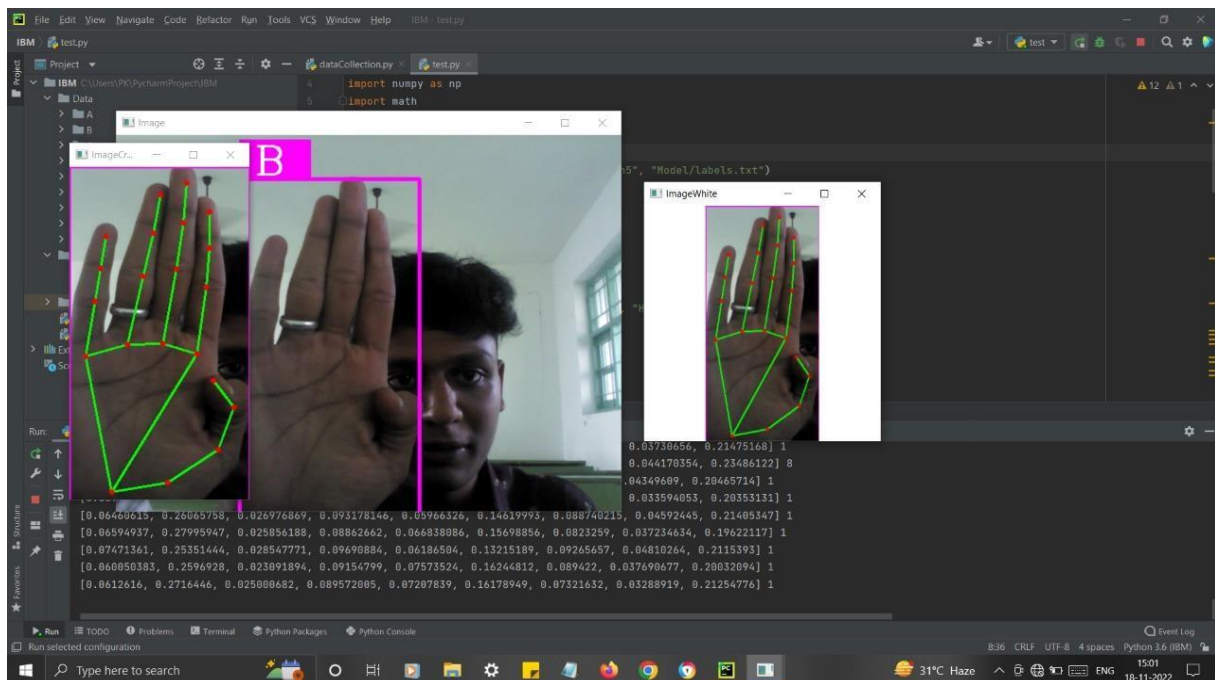 File Edit View Navigate Code Refactor Run Tools VCS Window Help IBM - test.py
IBM test.py
test
Project
Project
dataCollection.py
test.py
IBM C:\Users\PK\PycharmProject\IBM
Data
A
B
4 import numpy as np
5 import math
12 1
Image
ImageCr...
B
5", "Model/labels.txt")
ImageWhite
Run:
0.03730656, 0.21475168] 1
0.044170354, 0.23486122] 8
.04349609, 0.20465714] 1
0.033594053, 0.20353131] 1
[0.06460615, 0.26065758, 0.026976869, 0.093178146, 0.05966326, 0.14619993, 0.088740215, 0.04592445, 0.21405347] 1
[0.06594937, 0.27995947, 0.025856188, 0.08862662, 0.066838086, 0.15698856, 0.0823259, 0.037234634, 0.19622117] 1
[0.07471361, 0.25351444, 0.028547771, 0.09690884, 0.06186504, 0.13215189, 0.09265657, 0.04810264, 0.2115393] 1
[0.060050383, 0.2596928, 0.023091894, 0.09154799, 0.07573524, 0.16244812, 0.089422, 0.037690677, 0.20032094] 1
[0.0612616, 0.2716446, 0.025000682, 0.089572005, 0.07207839, 0.16178949, 0.07321632, 0.03288919, 0.21254776] 1
Structure
Favorites
Run TODO Problems Terminal Python Packages Python Console Event Log
Run selected configuration 8:36 CRLF UTF-8 4 spaces Python 3.6 (IBM)
Type here to search 31°C Haze ENG 15:01
18-11-2022